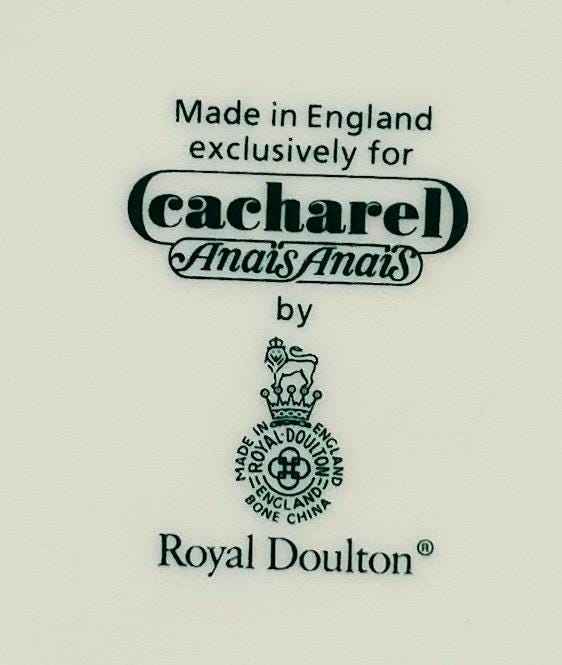 Made in England
exclusively for
cacharel
Anaïs Anaïs
by
MADE IN ENGLAND
ROYAL·DOULTON
ENGLAND
BONE CHINA
Royal Doulton®